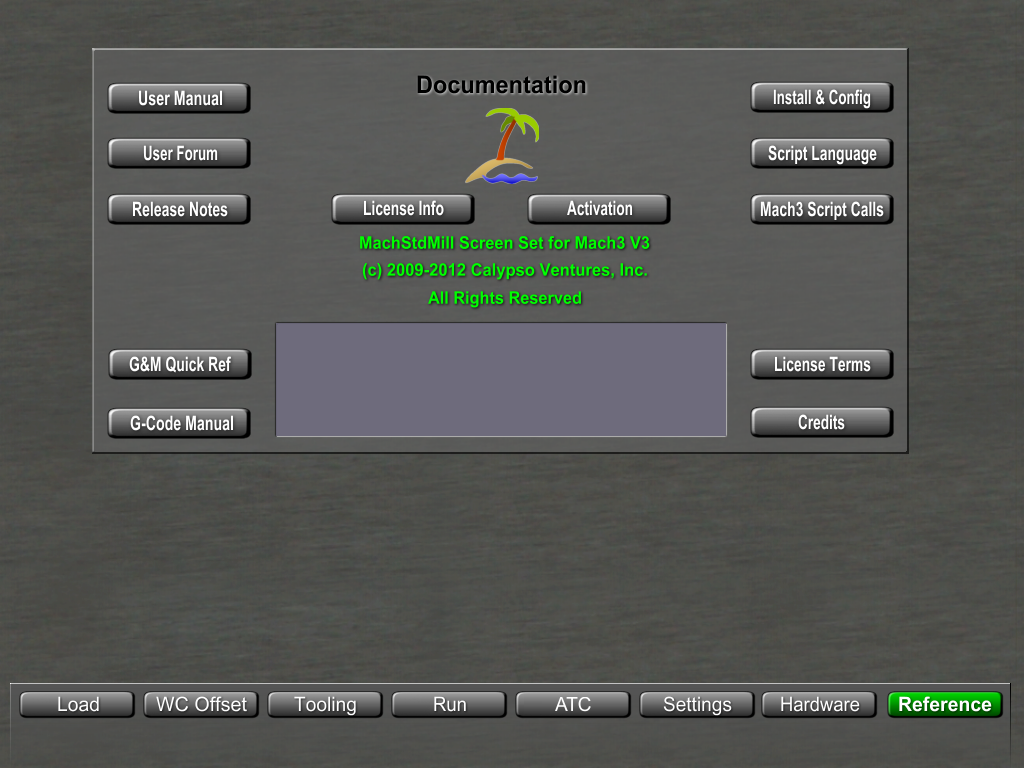 Documentation
User Manual
Install & Config
User Forum
Script Language
Release Notes
License Info
Activation
Mach3 Script Calls
MachStdMill Screen Set for Mach3 V3
(c) 2009-2012 Calypso Ventures, Inc.
All Rights Reserved
G&M Quick Ref
License Terms
G-Code Manual
Credits
Load
WC Offset
Tooling
Run
ATC
Settings
Hardware
Reference